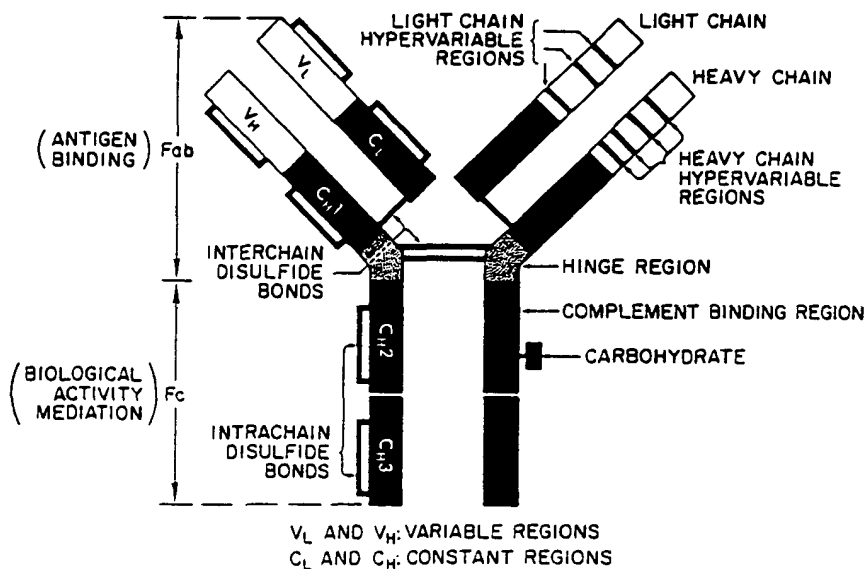 LIGHT CHAIN
HYPERVARIABLE
REGIONS
LIGHT CHAIN
HEAVY CHAIN
V_L
V_H
C_L
C_H1
(ANTIGEN
BINDING)
Fab
HEAVY CHAIN
HYPERVARIABLE
REGIONS
INTERCHAIN
DISULFIDE
BONDS
HINGE REGION
COMPLEMENT BINDING REGION
C_H2
CARBOHYDRATE
(BIOLOGICAL
ACTIVITY
MEDIATION)
Fc
INTRACHAIN
DISULFIDE
BONDS
C_H3
V_L AND V_H: VARIABLE REGIONS
C_L AND C_H: CONSTANT REGIONS